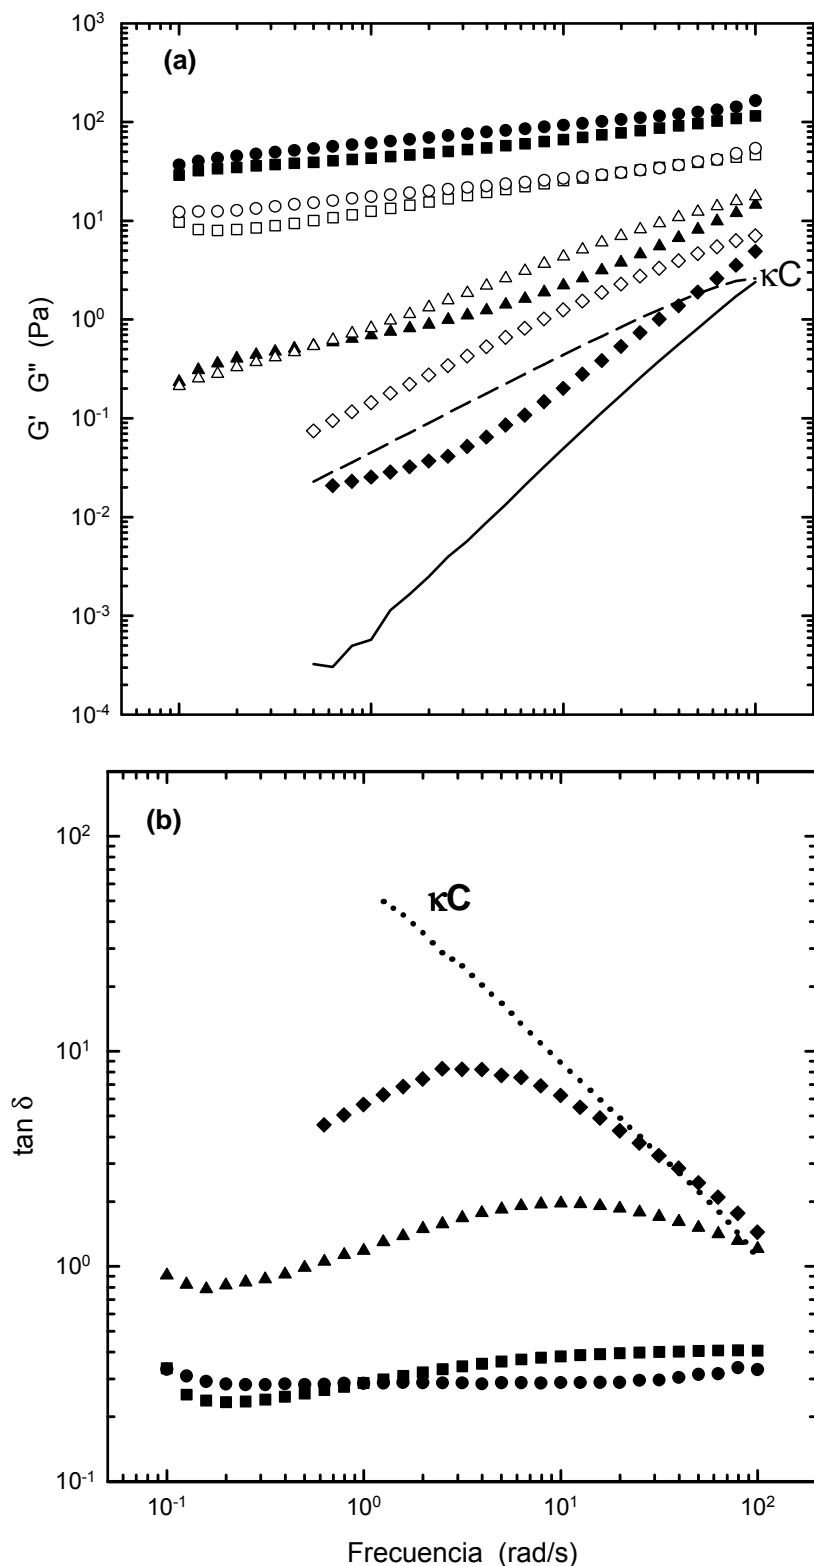 10³
(a)
10²
10¹
κC
10⁰
G' G" (Pa)
10⁻¹
10⁻²
10⁻³
10⁻⁴
(b)
10²
κC
10¹
tan δ
10⁰
10⁻¹
10⁻¹ 10⁰ 10¹ 10²
Frecuencia (rad/s)